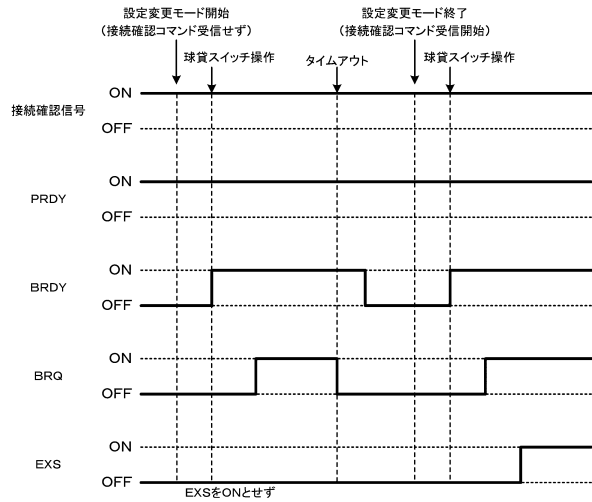 設定変更モード開始
（接続確認コマンド受信せず）
設定変更モード終了
（接続確認コマンド受信開始）
球貸スイッチ操作
タイムアウト
球貸スイッチ操作
接続確認信号
ON
OFF
PRDY
ON
OFF
BRDY
ON
OFF
BRQ
ON
OFF
EXS
ON
OFF
EXSをONとせず